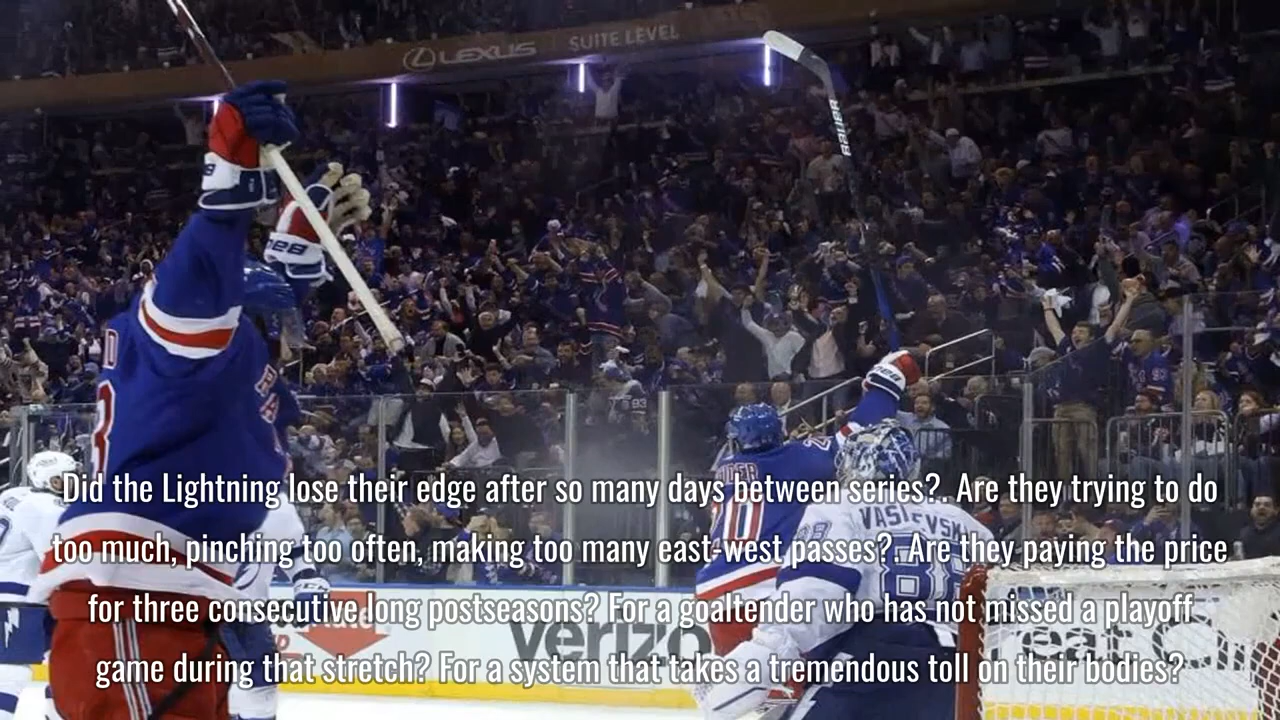 LEXUS SUITE LEVEL
BAUER
93
VASILEVSKIY
88
Did the Lightning lose their edge after so many days between series?. Are they trying to do
too much, pinching too often, making too many east-west passes?. Are they paying the price
for three consecutive long postseasons? For a goaltender who has not missed a playoff
game during that stretch? For a system that takes a tremendous toll on their bodies?